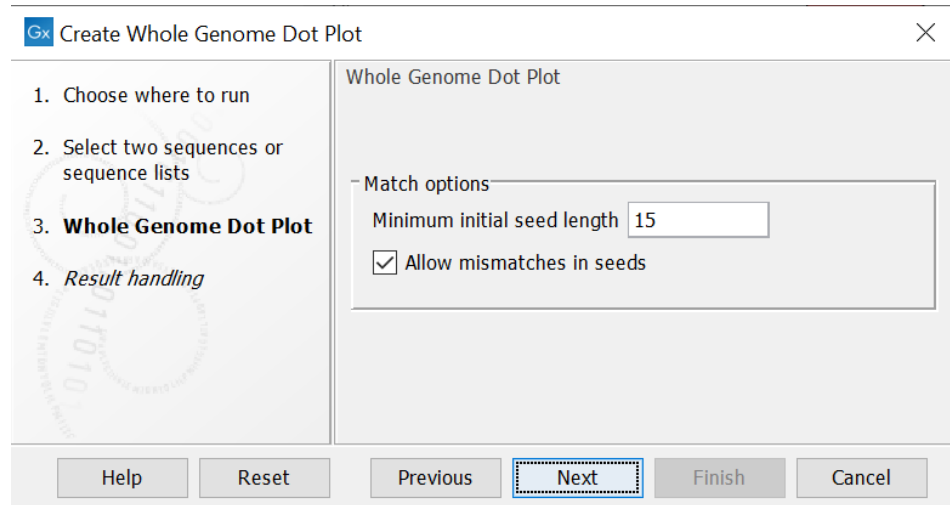 Gx Create Whole Genome Dot Plot
1. Choose where to run
2. Select two sequences or
sequence lists
3. Whole Genome Dot Plot
4. Result handling
Whole Genome Dot Plot
Match options
Minimum initial seed length 15
Allow mismatches in seeds
Help Reset Previous Next Finish Cancel